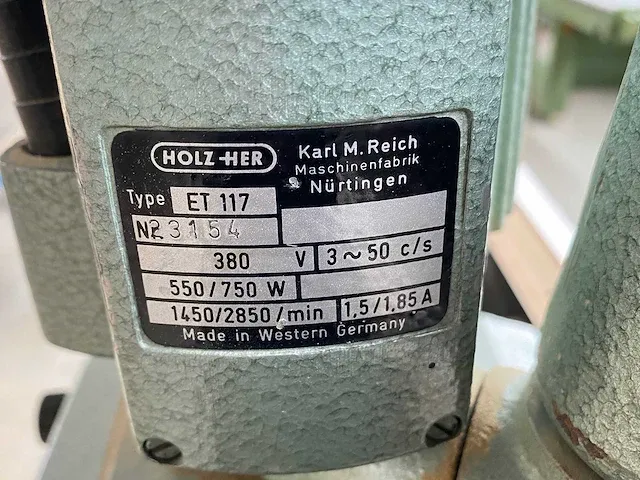 HOLZ-HER
Karl M. Reich
Maschinenfabrik
Nürtingen
Type ET 117
Nr. 23154
380 V 3~50 c/s
550/750 W
1450/2850/min 1,5/1,85 A
Made in Western Germany